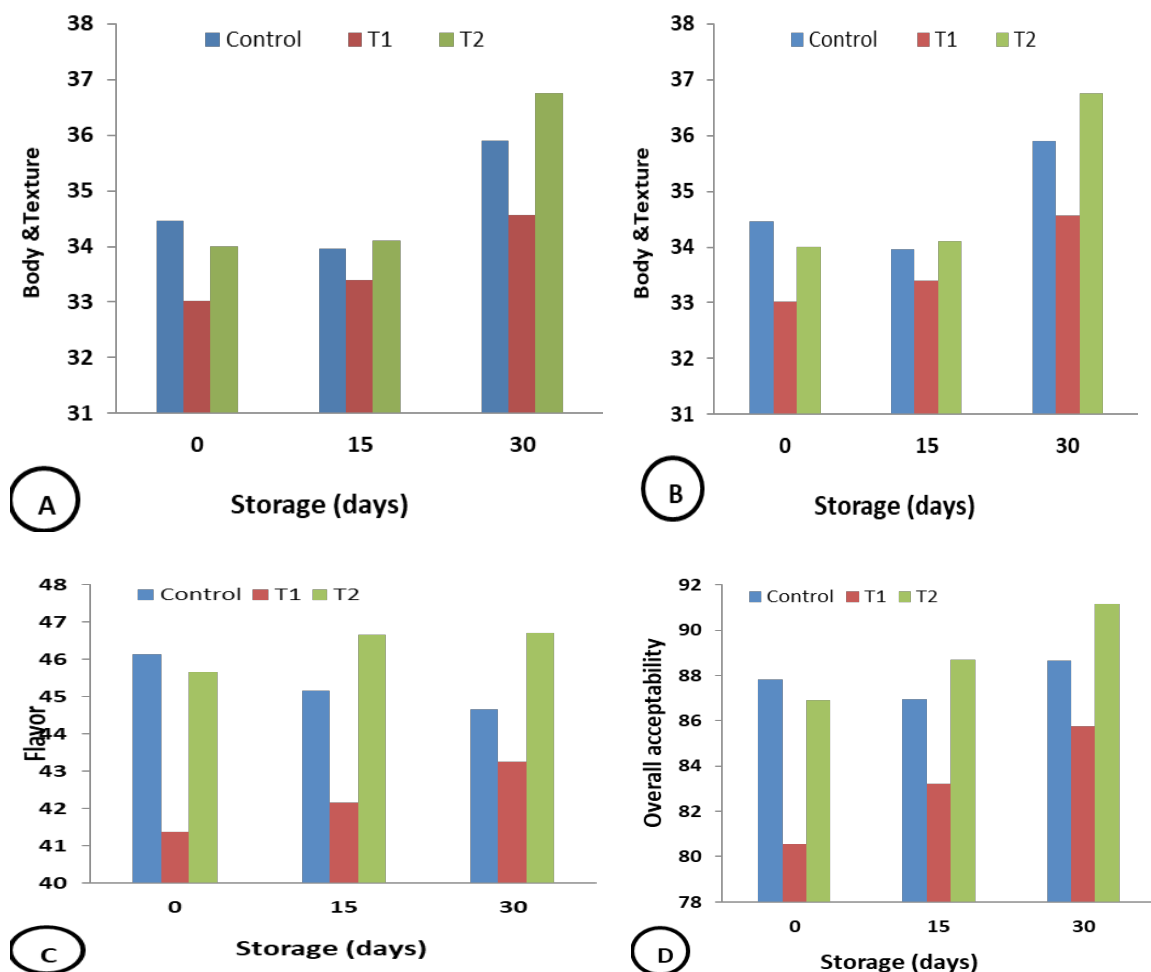 38
37
36
35
34
33
32
31
Body &Texture
Control T1 T2
0 15 30
Storage (days)
A
38
37
36
35
34
33
32
31
Body &Texture
Control T1 T2
0 15 30
Storage (days)
B
48
47
46
45
44
43
42
41
40
Flavor
Control T1 T2
0 15 30
Storage (days)
C
92
90
88
86
84
82
80
78
Overall acceptability
Control T1 T2
0 15 30
Storage (days)
D